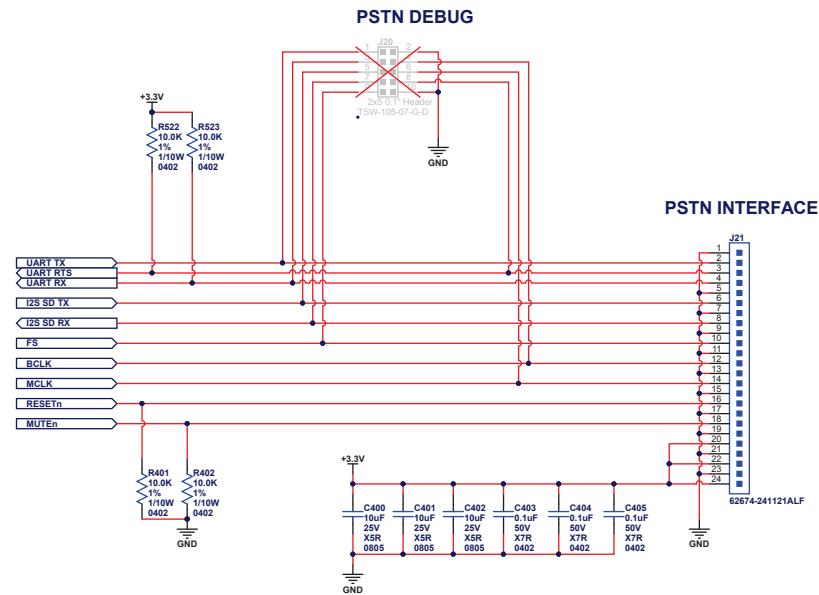 PSTN DEBUG
J20
1
2
5
6
7
8
10
2x5 0.1" Header
TSW-105-07-G-D
GND
+3.3V
R522
10.0K
1%
1/10W
0402
R523
10.0K
1%
1/10W
0402
PSTN INTERFACE
J21
UART TX
UART RTS
UART RX
I2S SD TX
I2S SD RX
FS
BCLK
MCLK
RESETn
MUTEn
1
2
3
4
5
6
7
8
9
10
11
12
13
14
15
16
17
18
19
20
21
22
23
24
62674-241121ALF
GND
R401
10.0K
1%
1/10W
0402
R402
10.0K
1%
1/10W
0402
GND
+3.3V
C400
10uF
25V
X5R
0805
C401
10uF
25V
X5R
0805
C402
10uF
25V
X5R
0805
C403
0.1uF
50V
X7R
0402
C404
0.1uF
50V
X7R
0402
C405
0.1uF
50V
X7R
0402
GND